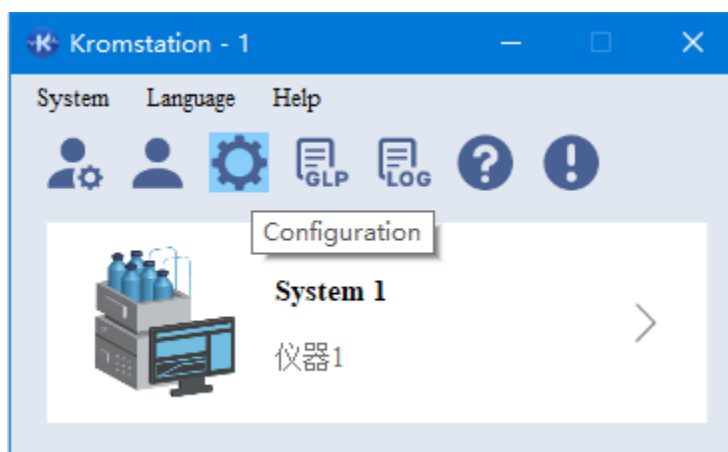 Kromstation - 1
System Language Help
GLP LOG
Configuration
System 1
仪器1